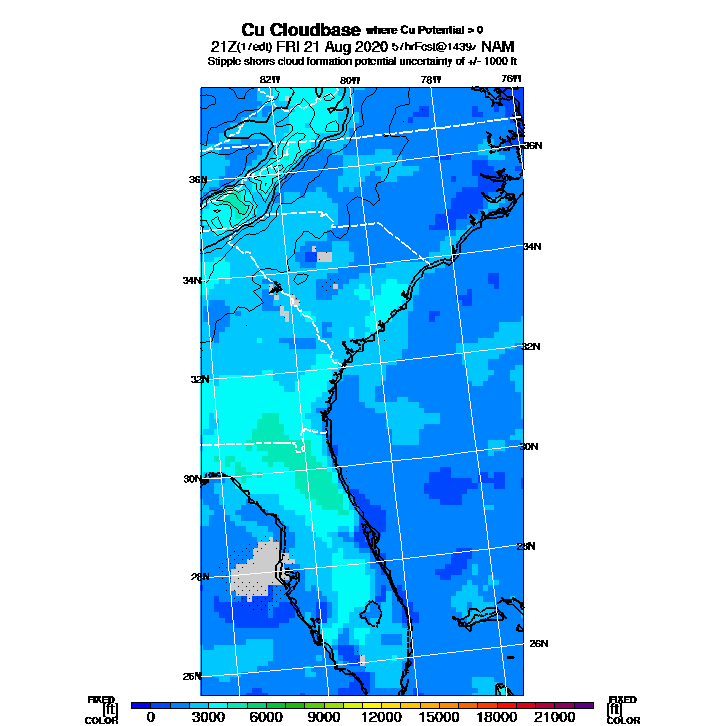 Cu Cloudbase where Cu Potential > 0
21Z(17edt) FRI 21 Aug 2020 57hrFcst@1439z NAM
Stipple shows cloud formation potential uncertainty of +/- 1000 ft
82W 80W 78W 76W
36N
36N
34N
34N
32N
32N
30N
30N
28N
28N
26N
26N
FIXED FIXED
[ft] [ft]
COLOR COLOR
0 3000 6000 9000 12000 15000 18000 21000